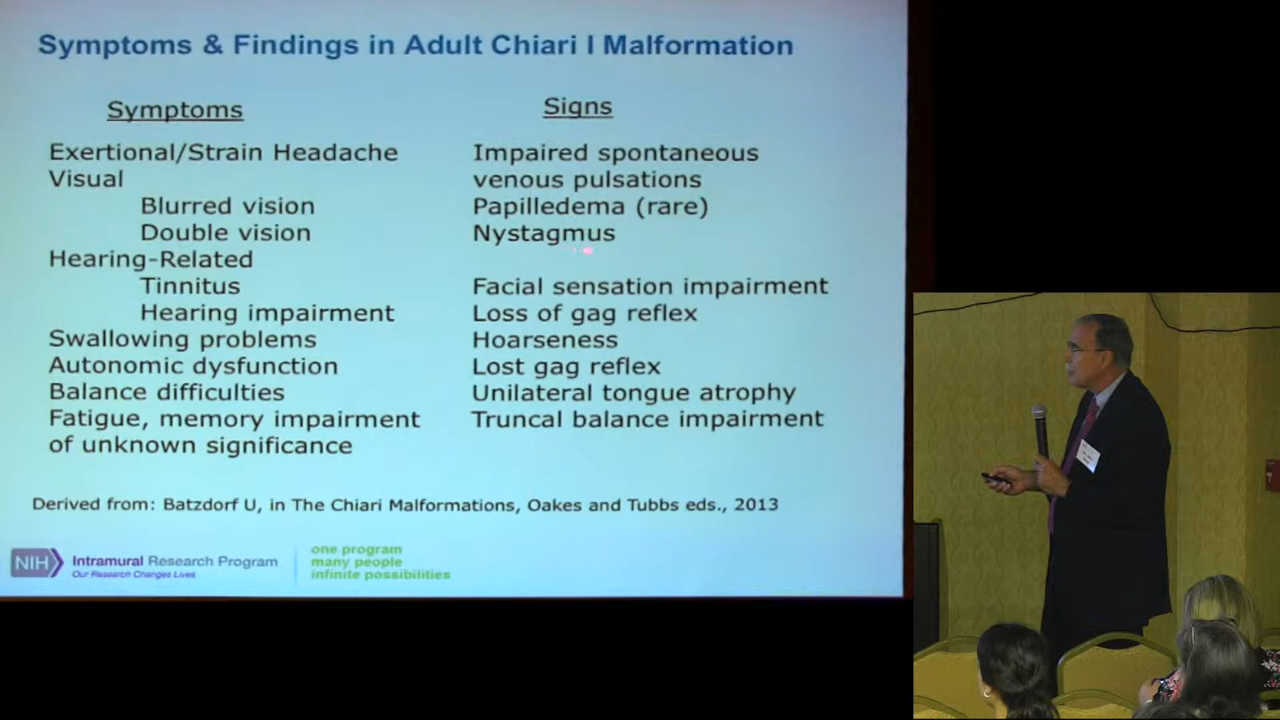 Symptoms & Findings in Adult Chiari I Malformation
Symptoms
Exertional/Strain Headache
Visual
Blurred vision
Double vision
Hearing-Related
Tinnitus
Hearing impairment
Swallowing problems
Autonomic dysfunction
Balance difficulties
Fatigue, memory impairment
of unknown significance
Signs
Impaired spontaneous
venous pulsations
Papilledema (rare)
Nystagmus
Facial sensation impairment
Loss of gag reflex
Hoarseness
Lost gag reflex
Unilateral tongue atrophy
Truncal balance impairment
Derived from: Batzdorf U, in The Chiari Malformations, Oakes and Tubbs eds., 2013
NIH
Intramural Research Program
Our Research Changes Lives
one program
many people
infinite possibilities